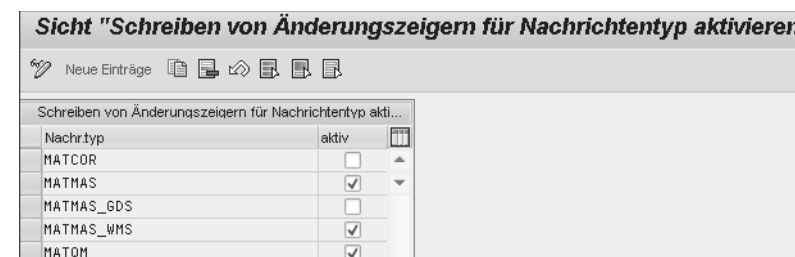 Sicht "Schreiben von Änderungszeigern für Nachrichtentyp aktivieren
Neue Einträge
Schreiben von Änderungszeigern für Nachrichtentyp akti...
Nachr.typ aktiv
MATCOR
MATMAS
MATMAS_GDS
MATMAS_WMS
MATQM